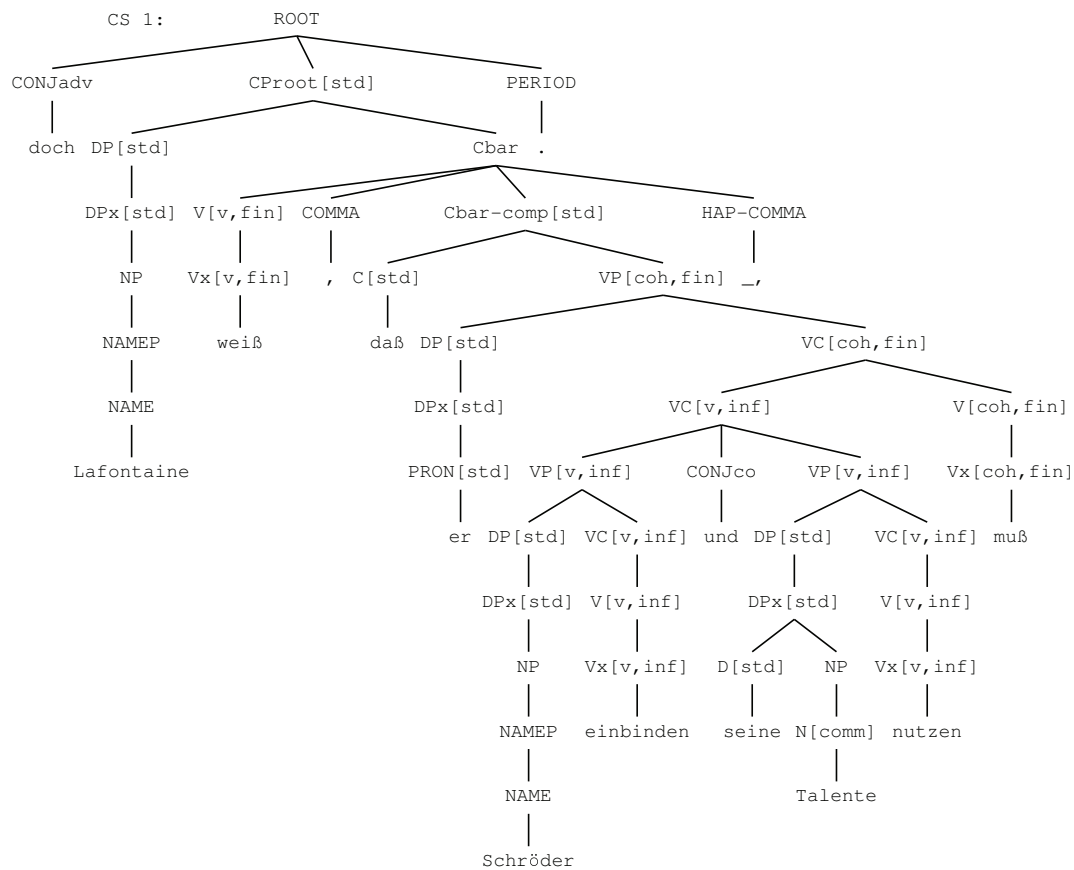 CS 1: ROOT
CONJadv CProot[std] PERIOD
doch DP[std] Cbar .
DPx[std] V[v,fin] COMMA Cbar-comp[std] HAP-COMMA
NP Vx[v,fin] , C[std] VP[coh,fin] _,
NAMEP weiß daß DP[std] VC[coh,fin]
NAME DPx[std] VC[v,inf] V[coh,fin]
Lafontaine PRON[std] VP[v,inf] CONJco VP[v,inf] Vx[coh,fin]
er DP[std] VC[v,inf] und DP[std] VC[v,inf] muß
DPx[std] V[v,inf] DPx[std] V[v,inf]
NP Vx[v,inf] D[std] NP Vx[v,inf]
NAMEP einbinden seine N[comm] nutzen
NAME Talente
Schröder